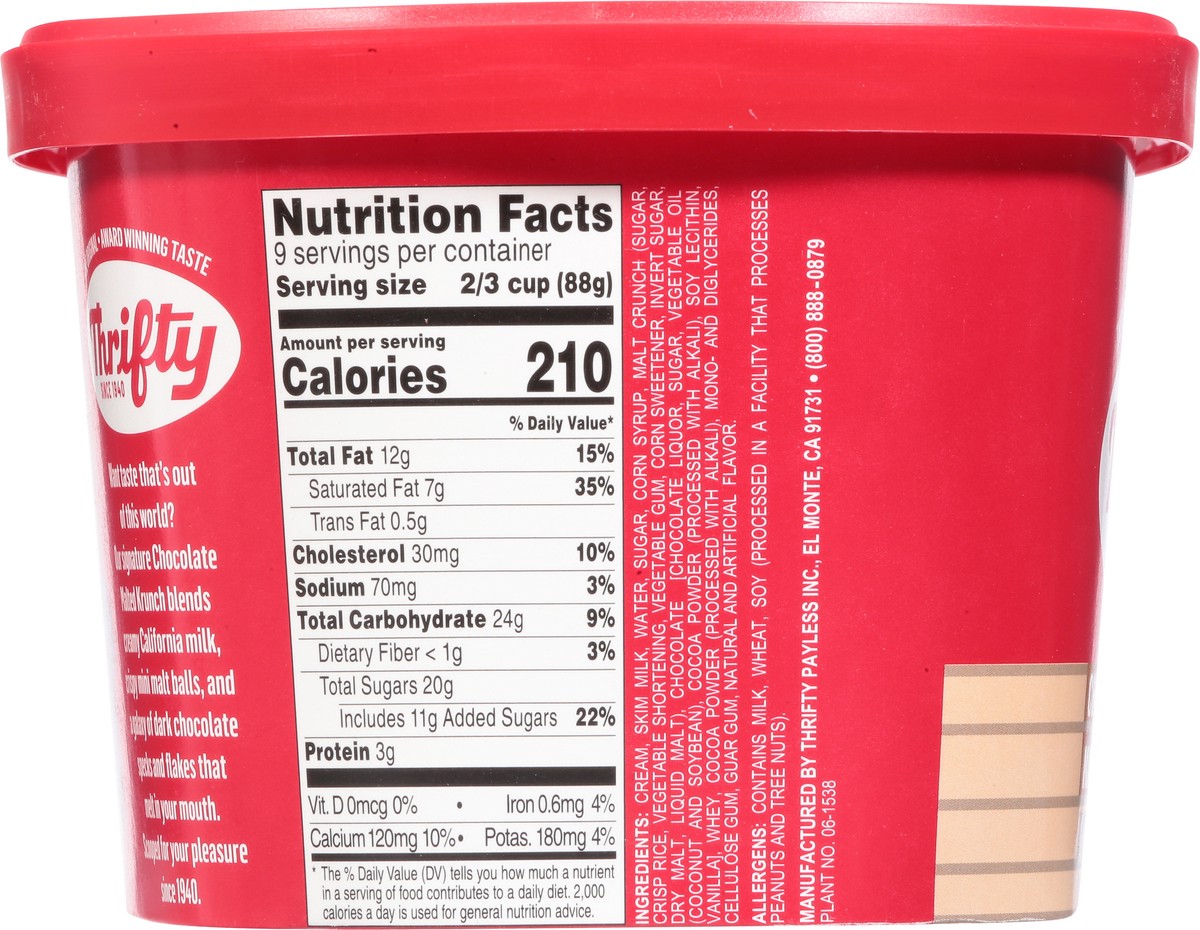 AWARD WINNING TASTE
Thrifty
SINCE 1940
Want taste that's out
of this world?
Our signature Chocolate
Malted Krunch blends
creamy California milk,
crispy mini malt balls, and
a galaxy of dark chocolate
specks and flakes that
melt in your mouth.
Scooped for your pleasure
since 1940.
Nutrition Facts
9 servings per container
Serving size 2/3 cup (88g)
Amount per serving
Calories 210
% Daily Value*
Total Fat 12g 15%
Saturated Fat 7g 35%
Trans Fat 0.5g
Cholesterol 30mg 10%
Sodium 70mg 3%
Total Carbohydrate 24g 9%
Dietary Fiber < 1g 3%
Total Sugars 20g
Includes 11g Added Sugars 22%
Protein 3g
Vit. D 0mcg 0% • Iron 0.6mg 4%
Calcium 120mg 10% • Potas. 180mg 4%
* The % Daily Value (DV) tells you how much a nutrient
in a serving of food contributes to a daily diet. 2,000
calories a day is used for general nutrition advice.
INGREDIENTS: CREAM, SKIM MILK, WATER, SUGAR, CORN SYRUP, MALT CRUNCH (SUGAR,
CRISP RICE, VEGETABLE SHORTENING, VEGETABLE GUM, CORN SWEETENER, INVERT SUGAR,
DRY MALT, LIQUID MALT), CHOCOLATE [CHOCOLATE LIQUOR, SUGAR, VEGETABLE OIL
(COCONUT AND SOYBEAN), COCOA POWDER (PROCESSED WITH ALKALI), SOY LECITHIN,
VANILLA], WHEY, COCOA POWDER (PROCESSED WITH ALKALI), MONO- AND DIGLYCERIDES,
CELLULOSE GUM, GUAR GUM, NATURAL AND ARTIFICIAL FLAVOR.
ALLERGENS: CONTAINS MILK, WHEAT, SOY (PROCESSED IN A FACILITY THAT PROCESSES
PEANUTS AND TREE NUTS).
MANUFACTURED BY THRIFTY PAYLESS INC., EL MONTE, CA 91731 • (800) 888-0879
PLANT NO. 06-1538